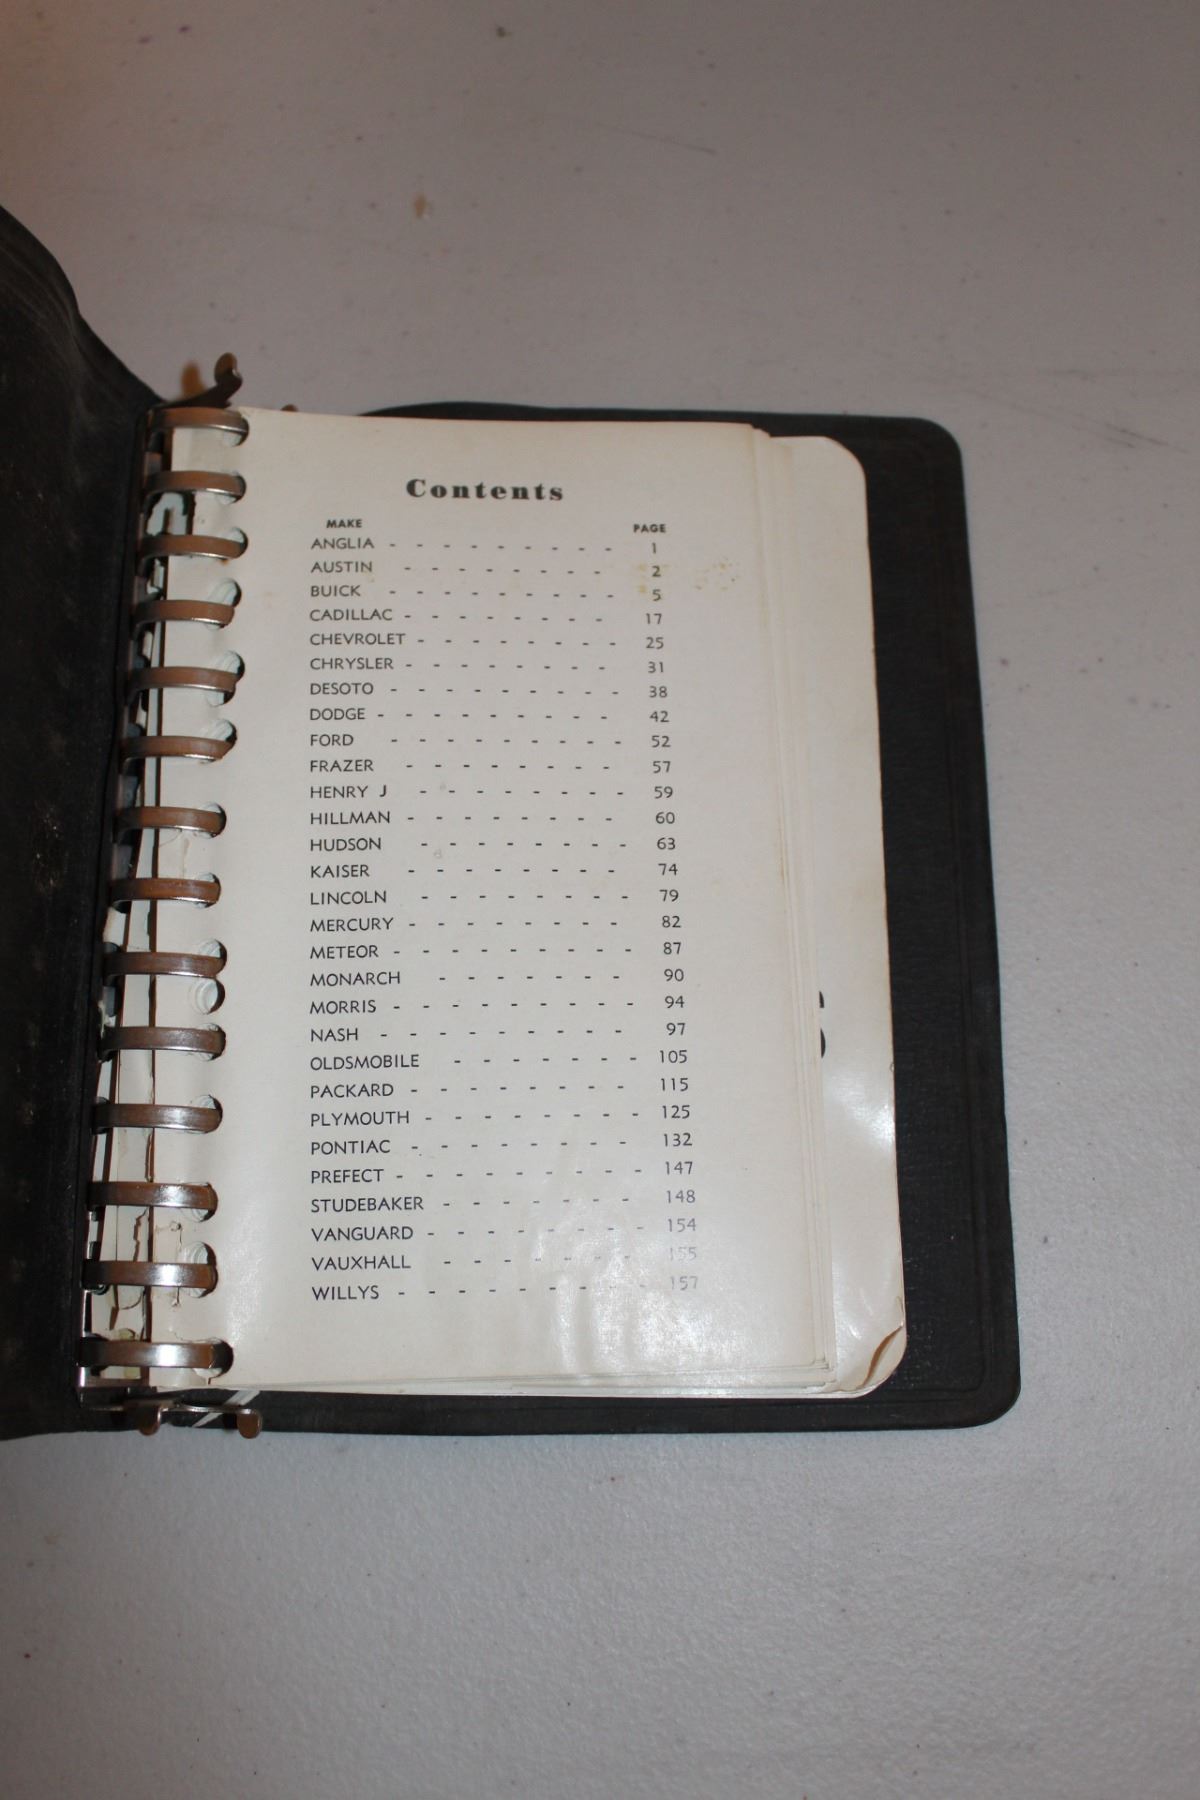 Contents
MAKE PAGE
ANGLIA - - - - - - - - - 1
AUSTIN - - - - - - - - 2
BUICK - - - - - - - - - 5
CADILLAC - - - - - - - - 17
CHEVROLET - - - - - - - - 25
CHRYSLER - - - - - - - - 31
DESOTO - - - - - - - - - 38
DODGE - - - - - - - - - 42
FORD - - - - - - - - - 52
FRAZER - - - - - - - - 57
HENRY J - - - - - - - - 59
HILLMAN - - - - - - - - 60
HUDSON - - - - - - - - 63
KAISER - - - - - - - - 74
LINCOLN - - - - - - - - 79
MERCURY - - - - - - - - 82
METEOR - - - - - - - - - 87
MONARCH - - - - - - - 90
MORRIS - - - - - - - - - 94
NASH - - - - - - - - - 97
OLDSMOBILE - - - - - - - 105
PACKARD - - - - - - - - 115
PLYMOUTH - - - - - - - - 125
PONTIAC - - - - - - - - 132
PREFECT - - - - - - - - - 147
STUDEBAKER - - - - - - - 148
VANGUARD - - - - - - - - 154
VAUXHALL - - - - - - - 155
WILLYS - - - - - - - - - 157